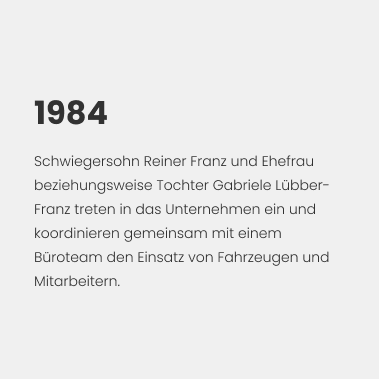 1984
Schwiegersohn Reiner Franz und Ehefrau
beziehungsweise Tochter Gabriele Lübber-
Franz treten in das Unternehmen ein und
koordinieren gemeinsam mit einem
Büroteam den Einsatz von Fahrzeugen und
Mitarbeitern.